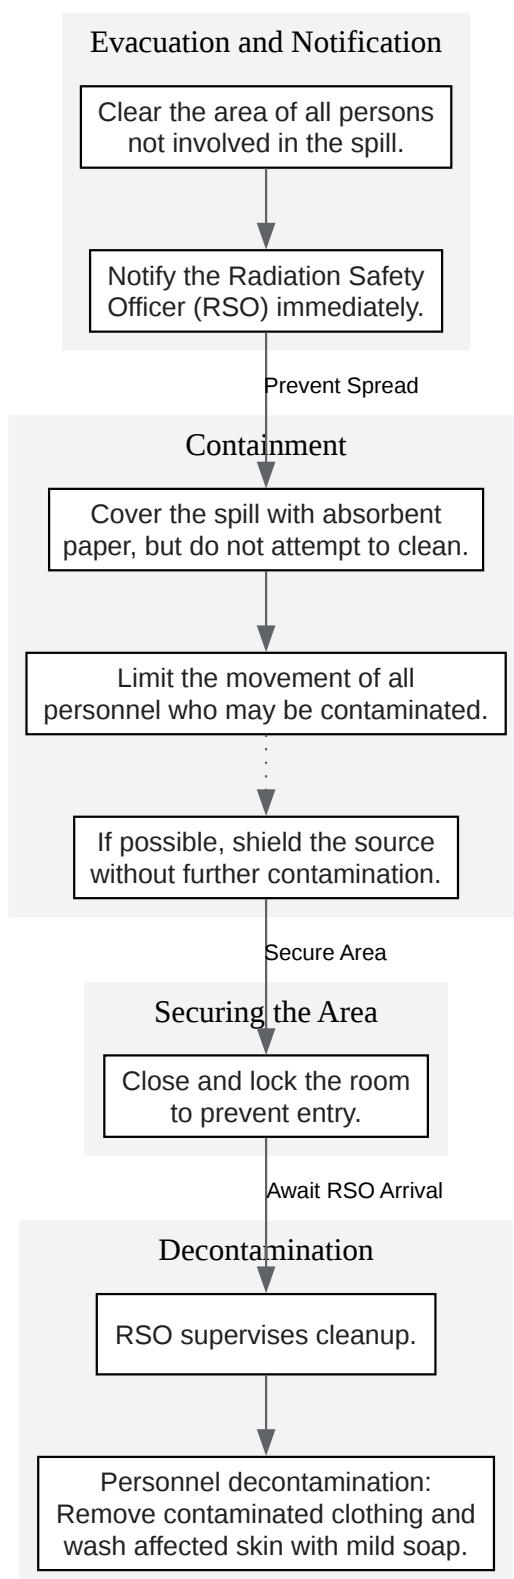 Evacuation and Notification
Clear the area of all persons
not involved in the spill.
Notify the Radiation Safety
Officer (RSO) immediately.
Prevent Spread
Containment
Cover the spill with absorbent
paper, but do not attempt to clean.
Limit the movement of all
personnel who may be contaminated.
If possible, shield the source
without further contamination.
Secure Area
Securing the Area
Close and lock the room
to prevent entry.
Await RSO Arrival
Decontamination
RSO supervises cleanup.
Personnel decontamination:
Remove contaminated clothing and
wash affected skin with mild soap.